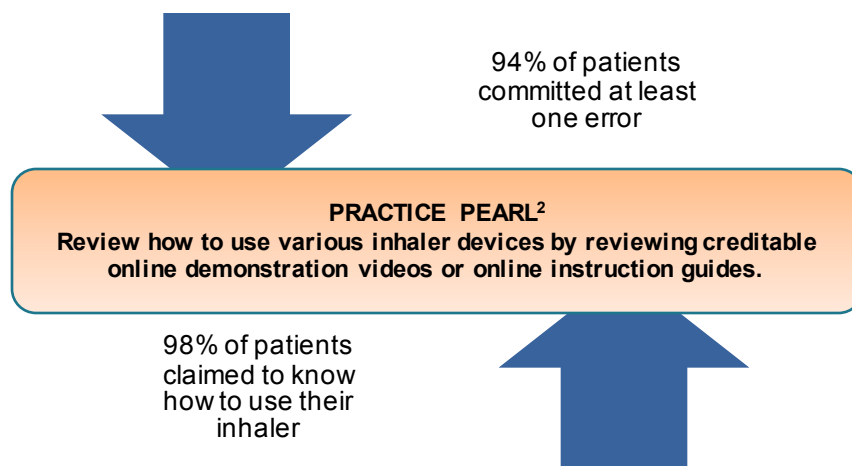 94% of patients
committed at least
one error
PRACTICE PEARL²
Review how to use various inhaler devices by reviewing creditable
online demonstration videos or online instruction guides.
98% of patients
claimed to know
how to use their
inhaler